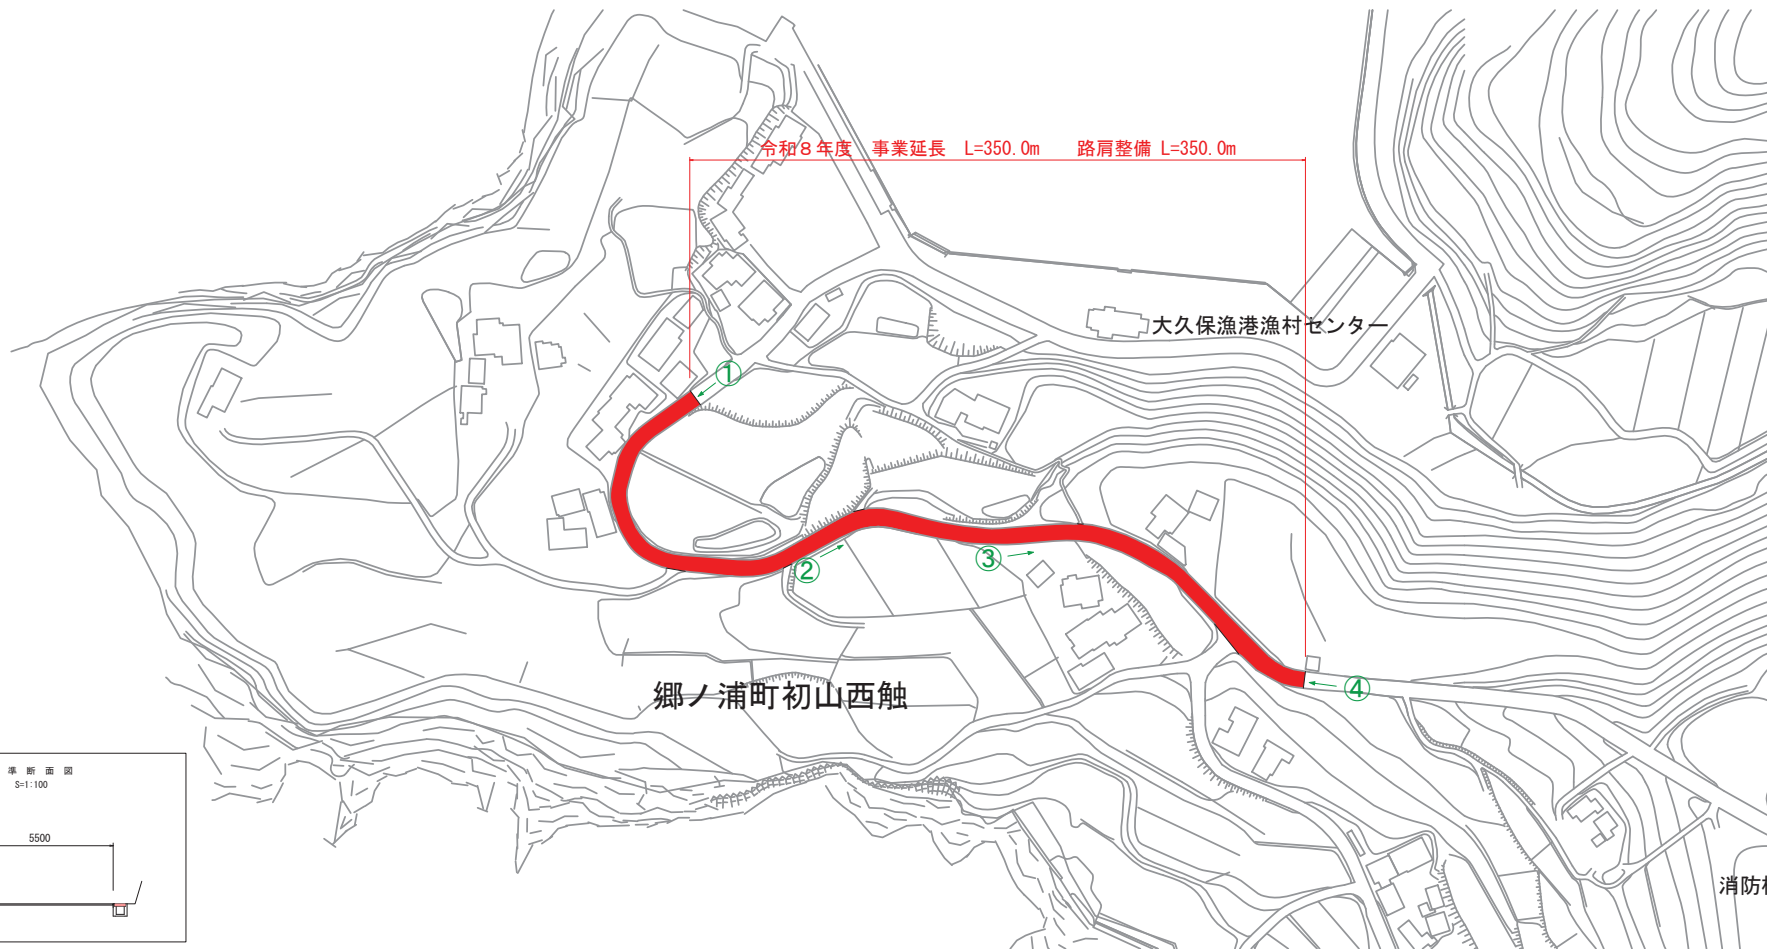 令和８年度　事業延長　L=350.0m　　路肩整備 L=350.0m
大久保漁港漁村センター
①
②
③
④
郷ノ浦町初山西触
準 断 面 図
S=1:100
5500
消防